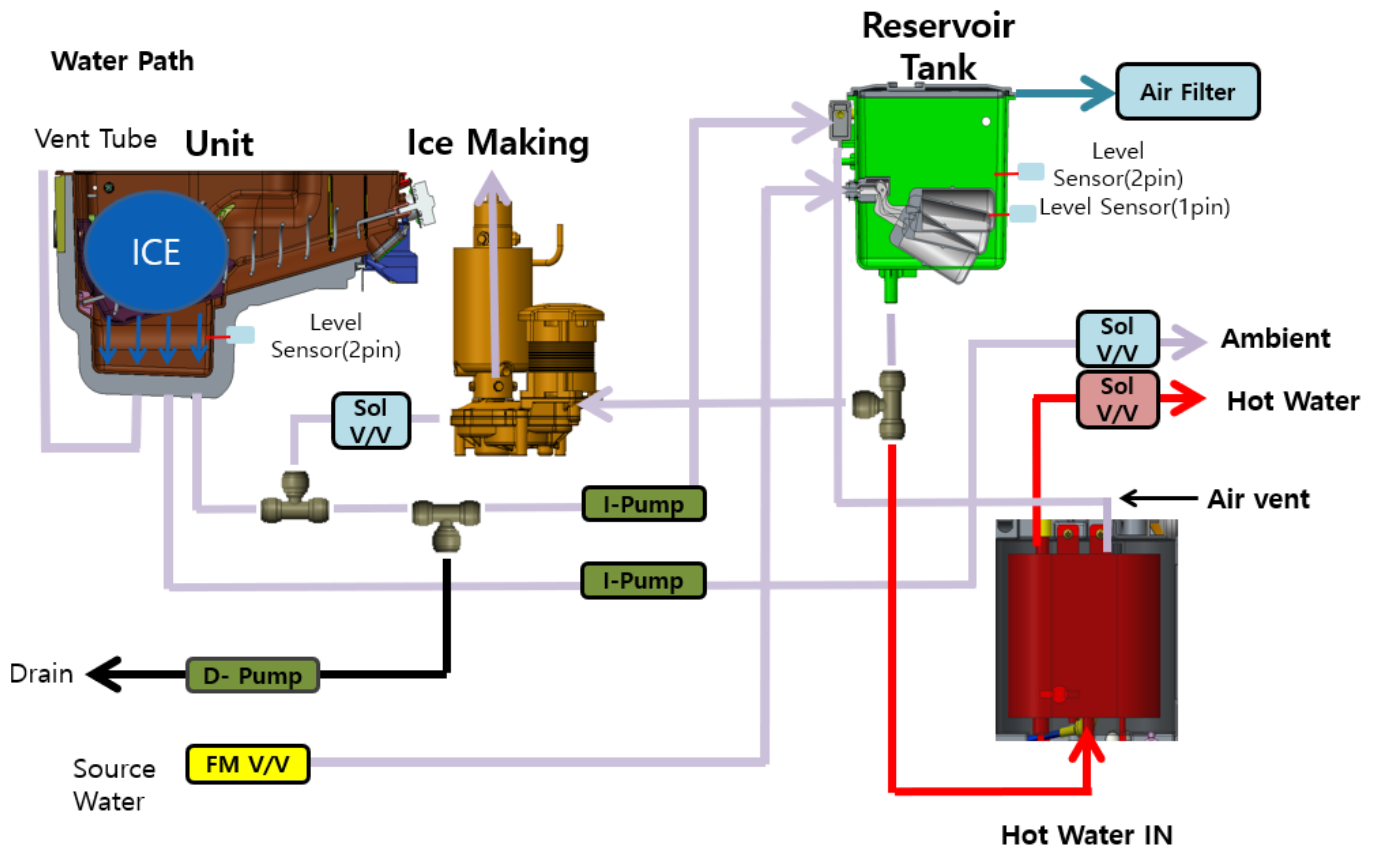 Reservoir
Tank
Water Path
Air Filter
Vent Tube
Unit
Ice Making
Level
Sensor(2pin)
Level Sensor(1pin)
ICE
Level
Sensor(2pin)
Sol
V/V
Ambient
Sol
V/V
Hot Water
Sol
V/V
I-Pump
Air vent
I-Pump
Drain
D- Pump
Source
Water
FM V/V
Hot Water IN